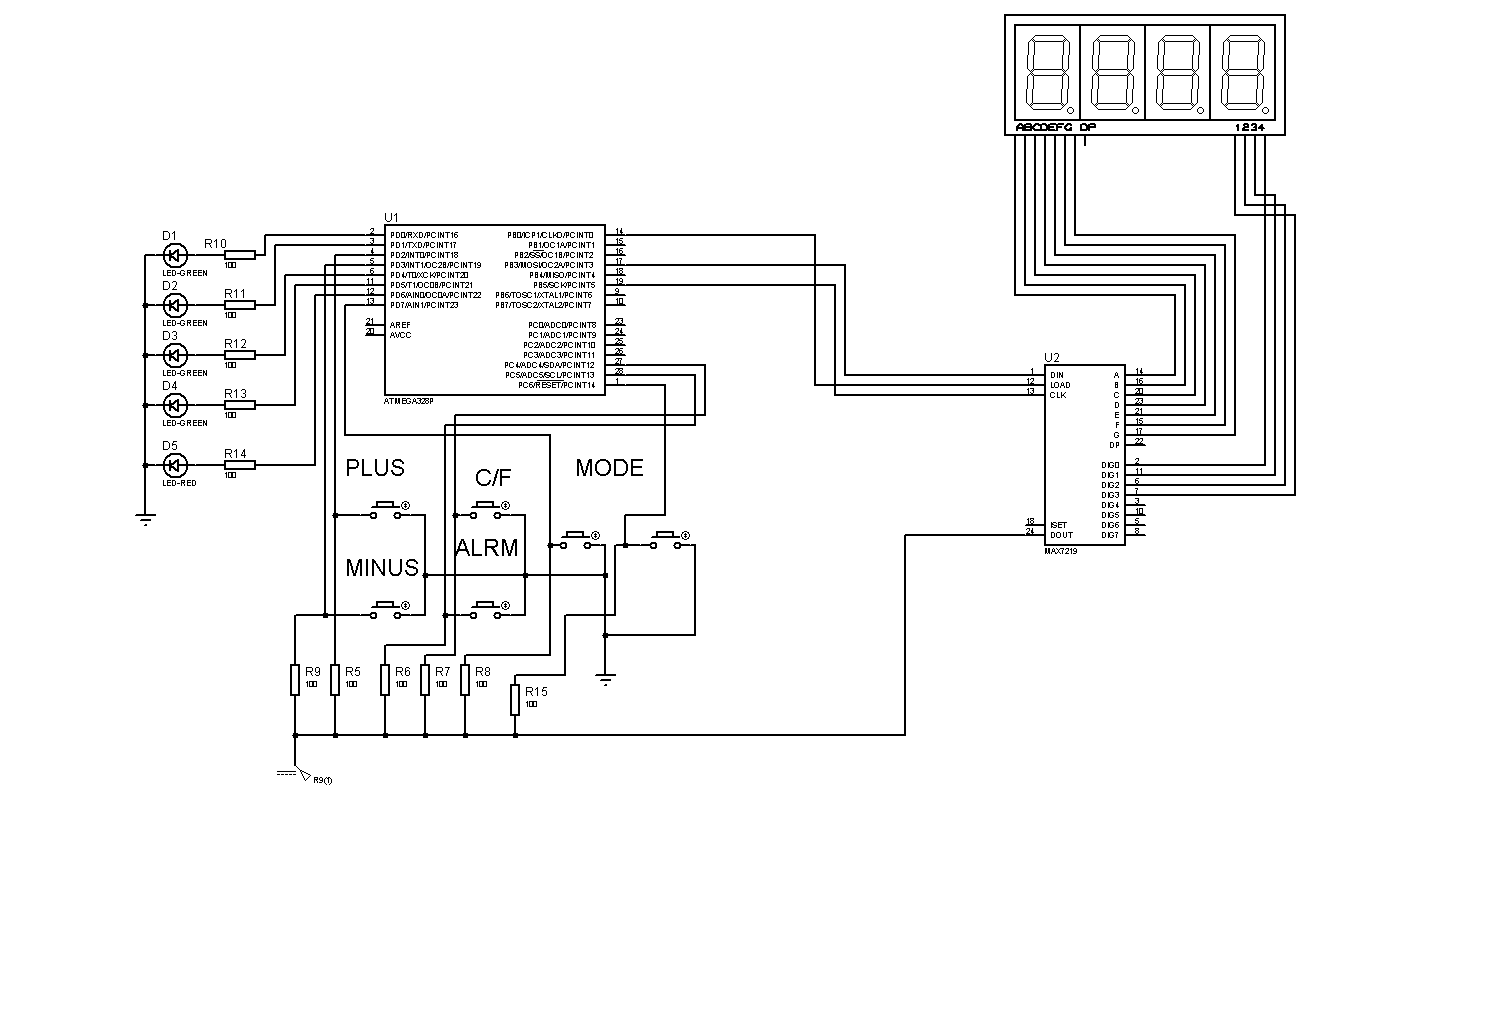 ABCDEFG DP
1234
D1
LED-GREEN
R10
100
D2
LED-GREEN
R11
100
D3
LED-GREEN
R12
100
D4
LED-GREEN
R13
100
D5
LED-RED
R14
100
U1
2 PD0/RXD/PCINT16
3 PD1/TXD/PCINT17
4 PD2/INT0/PCINT18
5 PD3/INT1/OC2B/PCINT19
6 PD4/T0/XCK/PCINT20
11 PD5/T1/OC0B/PCINT21
12 PD6/AIN0/OC0A/PCINT22
13 PD7/AIN1/PCINT23
21 AREF
20 AVCC
PB0/ICP1/CLKO/PCINT0 14
PB1/OC1A/PCINT1 15
PB2/SS/OC1B/PCINT2 16
PB3/MOSI/OC2A/PCINT3 17
PB4/MISO/PCINT4 18
PB5/SCK/PCINT5 19
PB6/TOSC1/XTAL1/PCINT6 9
PB7/TOSC2/XTAL2/PCINT7 10
PC0/ADC0/PCINT8 23
PC1/ADC1/PCINT9 24
PC2/ADC2/PCINT10 25
PC3/ADC3/PCINT11 26
PC4/ADC4/SDA/PCINT12 27
PC5/ADC5/SCL/PCINT13 28
PC6/RESET/PCINT14 1
ATMEGA328P
U2
1 DIN
12 LOAD
13 CLK
18 ISET
24 DOUT
A 14
B 16
C 20
D 23
E 21
F 15
G 17
DP 22
DIG0 2
DIG1 11
DIG2 6
DIG3 7
DIG4 3
DIG5 10
DIG6 5
DIG7 8
MAX7219
PLUS
C/F
MODE
MINUS
ALRM
R9
100
R5
100
R6
100
R7
100
R8
100
R15
100
R9(1)